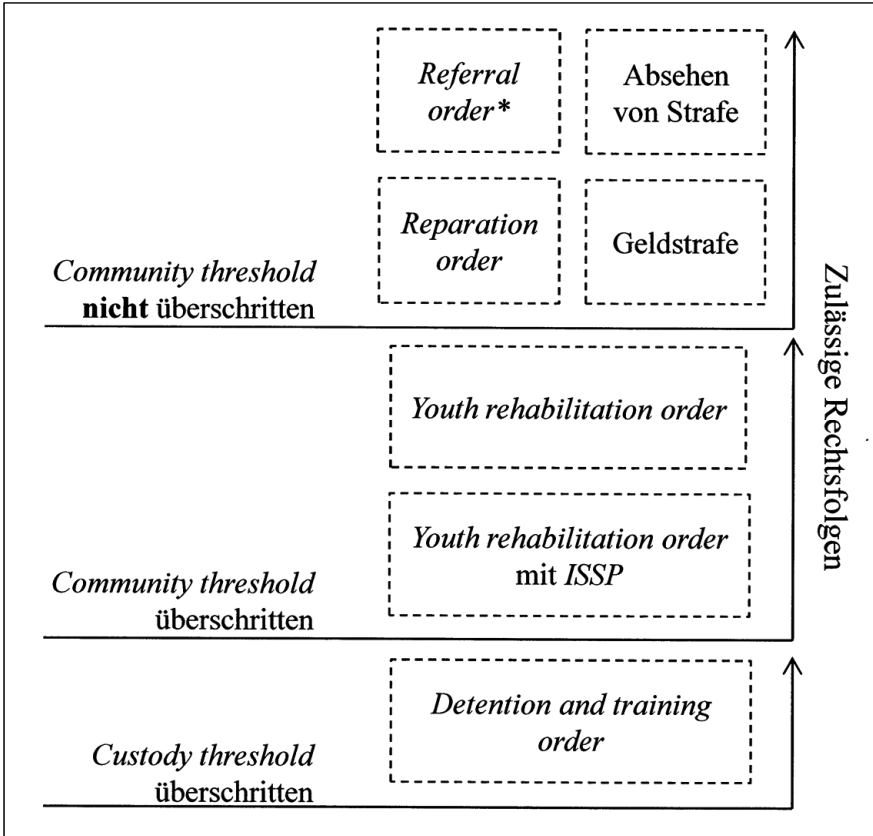 Referral
order*
Absehen
von Strafe
Reparation
order
Geldstrafe
Community threshold
nicht überschritten
Youth rehabilitation order
Youth rehabilitation order
mit ISSP
Community threshold
überschritten
Detention and training
order
Custody threshold
überschritten
Zulässige Rechtsfolgen